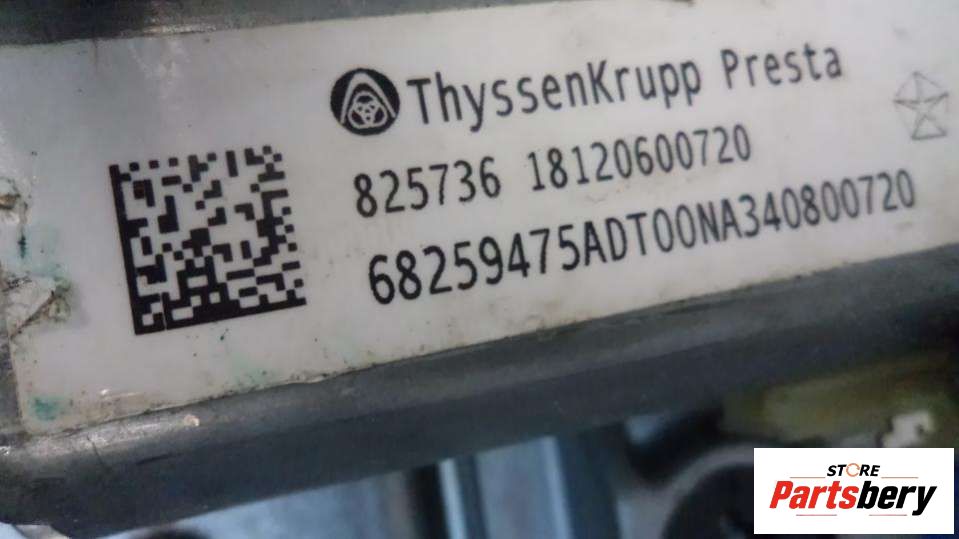 ThyssenKrupp Presta
825736 18120600720
68259475ADT00NA340800720
STORE
Partsbery